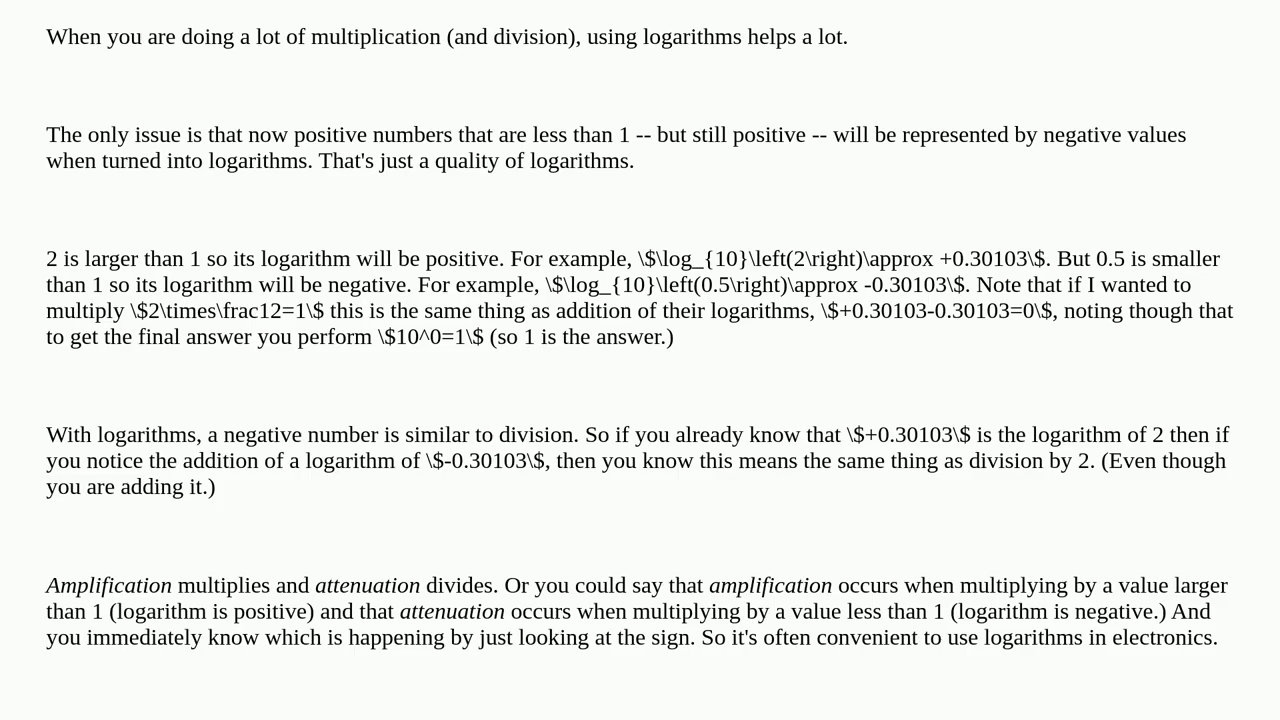 When you are doing a lot of multiplication (and division), using logarithms helps a lot.
The only issue is that now positive numbers that are less than 1 -- but still positive -- will be represented by negative values
when turned into logarithms. That's just a quality of logarithms.
2 is larger than 1 so its logarithm will be positive. For example, \$\log_{10}\left(2\right)\approx +0.30103\$. But 0.5 is smaller
than 1 so its logarithm will be negative. For example, \$\log_{10}\left(0.5\right)\approx -0.30103\$. Note that if I wanted to
multiply \$2\times\frac12=1\$ this is the same thing as addition of their logarithms, \$+0.30103-0.30103=0\$, noting though that
to get the final answer you perform \$10^0=1\$ (so 1 is the answer.)
With logarithms, a negative number is similar to division. So if you already know that \$+0.30103\$ is the logarithm of 2 then if
you notice the addition of a logarithm of \$-0.30103\$, then you know this means the same thing as division by 2. (Even though
you are adding it.)
Amplification multiplies and attenuation divides. Or you could say that amplification occurs when multiplying by a value larger
than 1 (logarithm is positive) and that attenuation occurs when multiplying by a value less than 1 (logarithm is negative.) And
you immediately know which is happening by just looking at the sign. So it's often convenient to use logarithms in electronics.